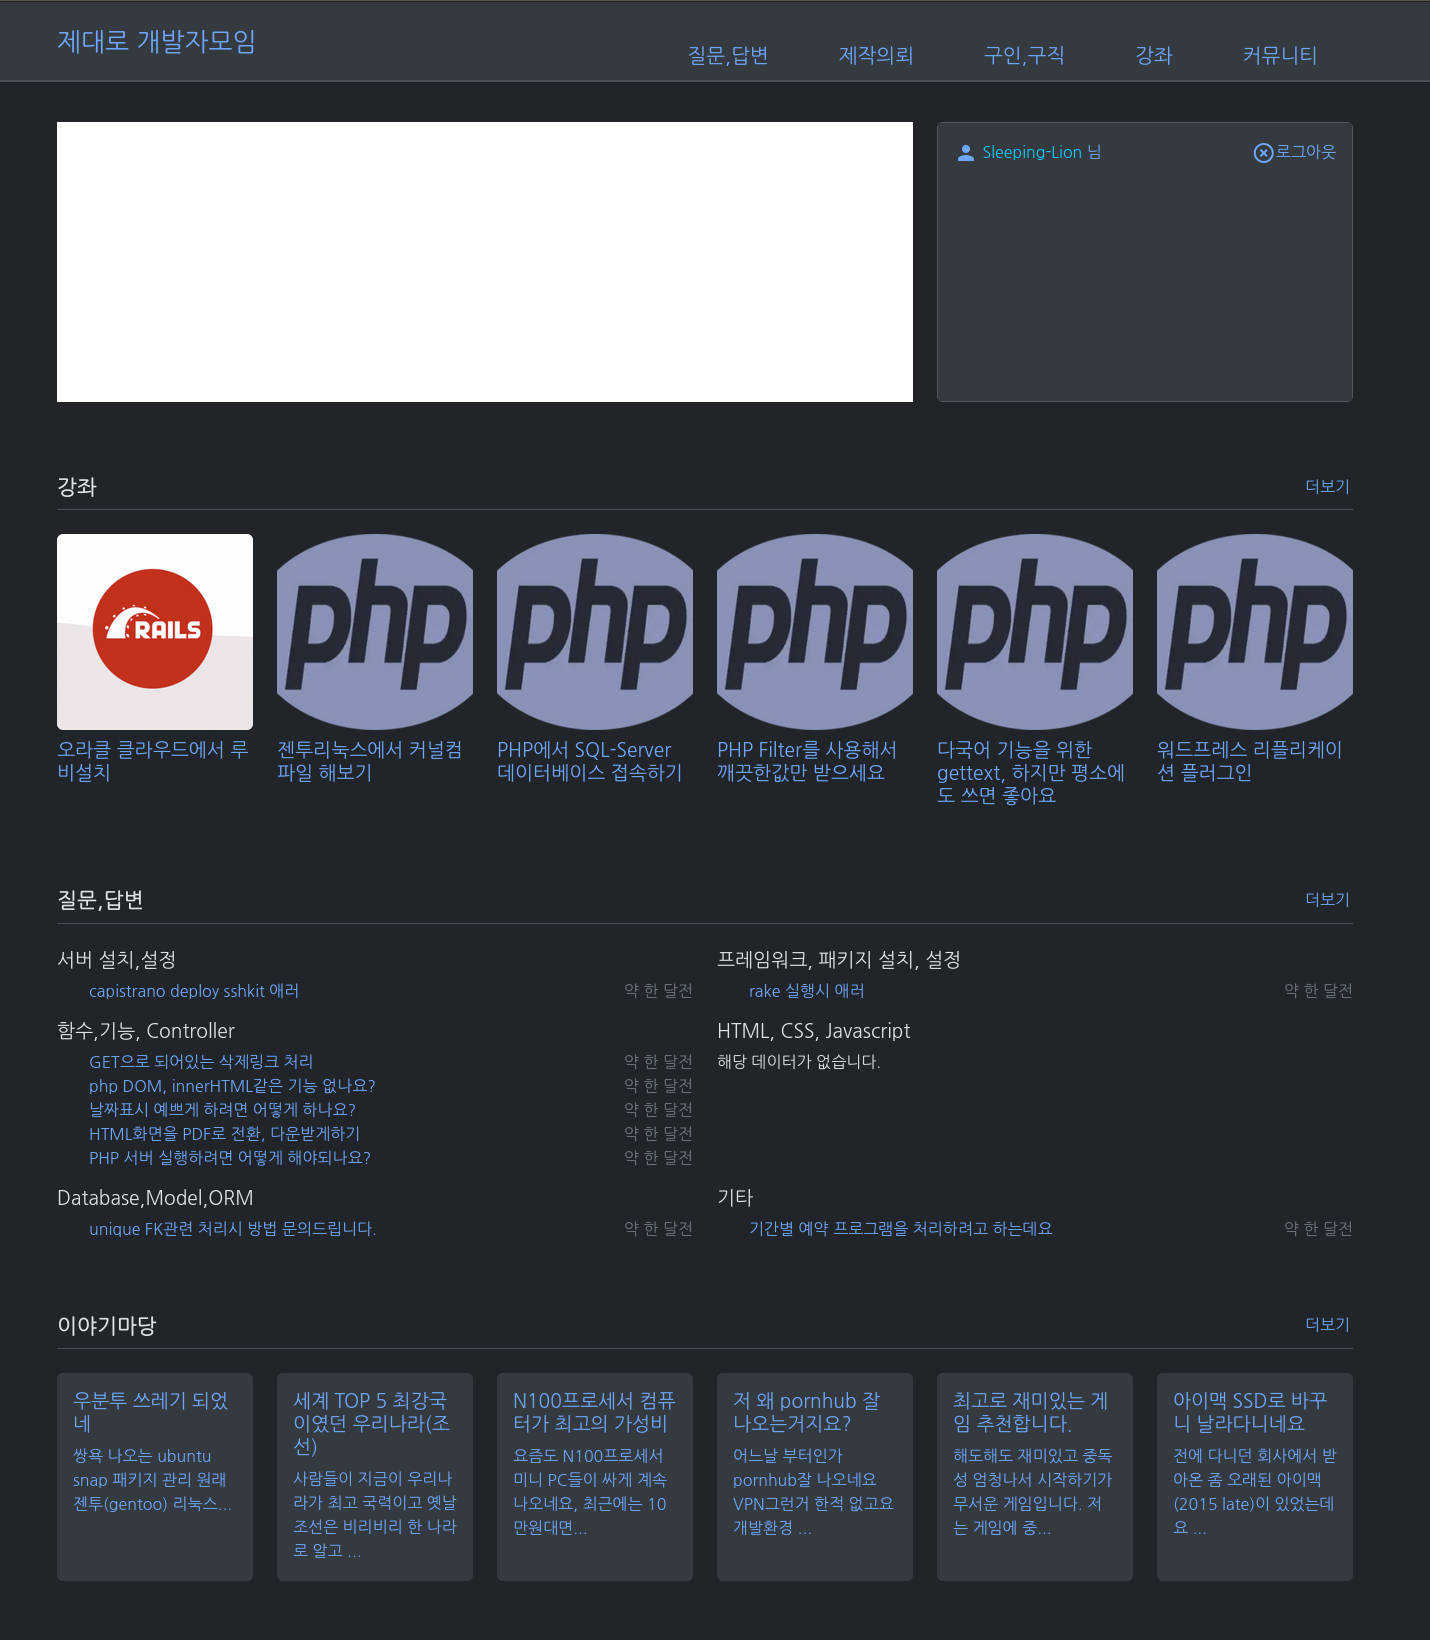 제대로 개발자모임
질문,답변 제작의뢰 구인,구직 강좌 커뮤니티
Sleeping-Lion 님 로그아웃
강좌 더보기
RAILS
php
php
php
php
php
오라클 클라우드에서 루
비설치
젠투리눅스에서 커널컴
파일 해보기
PHP에서 SQL-Server
데이터베이스 접속하기
PHP Filter를 사용해서
깨끗한값만 받으세요
다국어 기능을 위한
gettext, 하지만 평소에
도 쓰면 좋아요
워드프레스 리플리케이
션 플러그인
질문,답변 더보기
서버 설치,설정
capistrano deploy sshkit 애러 약 한 달전
프레임워크, 패키지 설치, 설정
rake 실행시 애러 약 한 달전
함수,기능, Controller
GET으로 되어있는 삭제링크 처리 약 한 달전
php DOM, innerHTML같은 기능 없나요? 약 한 달전
날짜표시 예쁘게 하려면 어떻게 하나요? 약 한 달전
HTML화면을 PDF로 전환, 다운받게하기 약 한 달전
PHP 서버 실행하려면 어떻게 해야되나요? 약 한 달전
HTML, CSS, Javascript
해당 데이터가 없습니다.
Database,Model,ORM
unique FK관련 처리시 방법 문의드립니다. 약 한 달전
기타
기간별 예약 프로그램을 처리하려고 하는데요 약 한 달전
이야기마당 더보기
우분투 쓰레기 되었
네
쌍욕 나오는 ubuntu
snap 패키지 관리 원래
젠투(gentoo) 리눅스...
세계 TOP 5 최강국
이였던 우리나라(조
선)
사람들이 지금이 우리나
라가 최고 국력이고 옛날
조선은 비리비리 한 나라
로 알고 ...
N100프로세서 컴퓨
터가 최고의 가성비
요즘도 N100프로세서
미니 PC들이 싸게 계속
나오네요, 최근에는 10
만원대면...
저 왜 pornhub 잘
나오는거지요?
어느날 부터인가
pornhub잘 나오네요
VPN그런거 한적 없고요
개발환경 ...
최고로 재미있는 게
임 추천합니다.
해도해도 재미있고 중독
성 엄청나서 시작하기가
무서운 게임입니다. 저
는 게임에 중...
아이맥 SSD로 바꾸
니 날라다니네요
전에 다니던 회사에서 받
아온 좀 오래된 아이맥
(2015 late)이 있었는데
요 ...